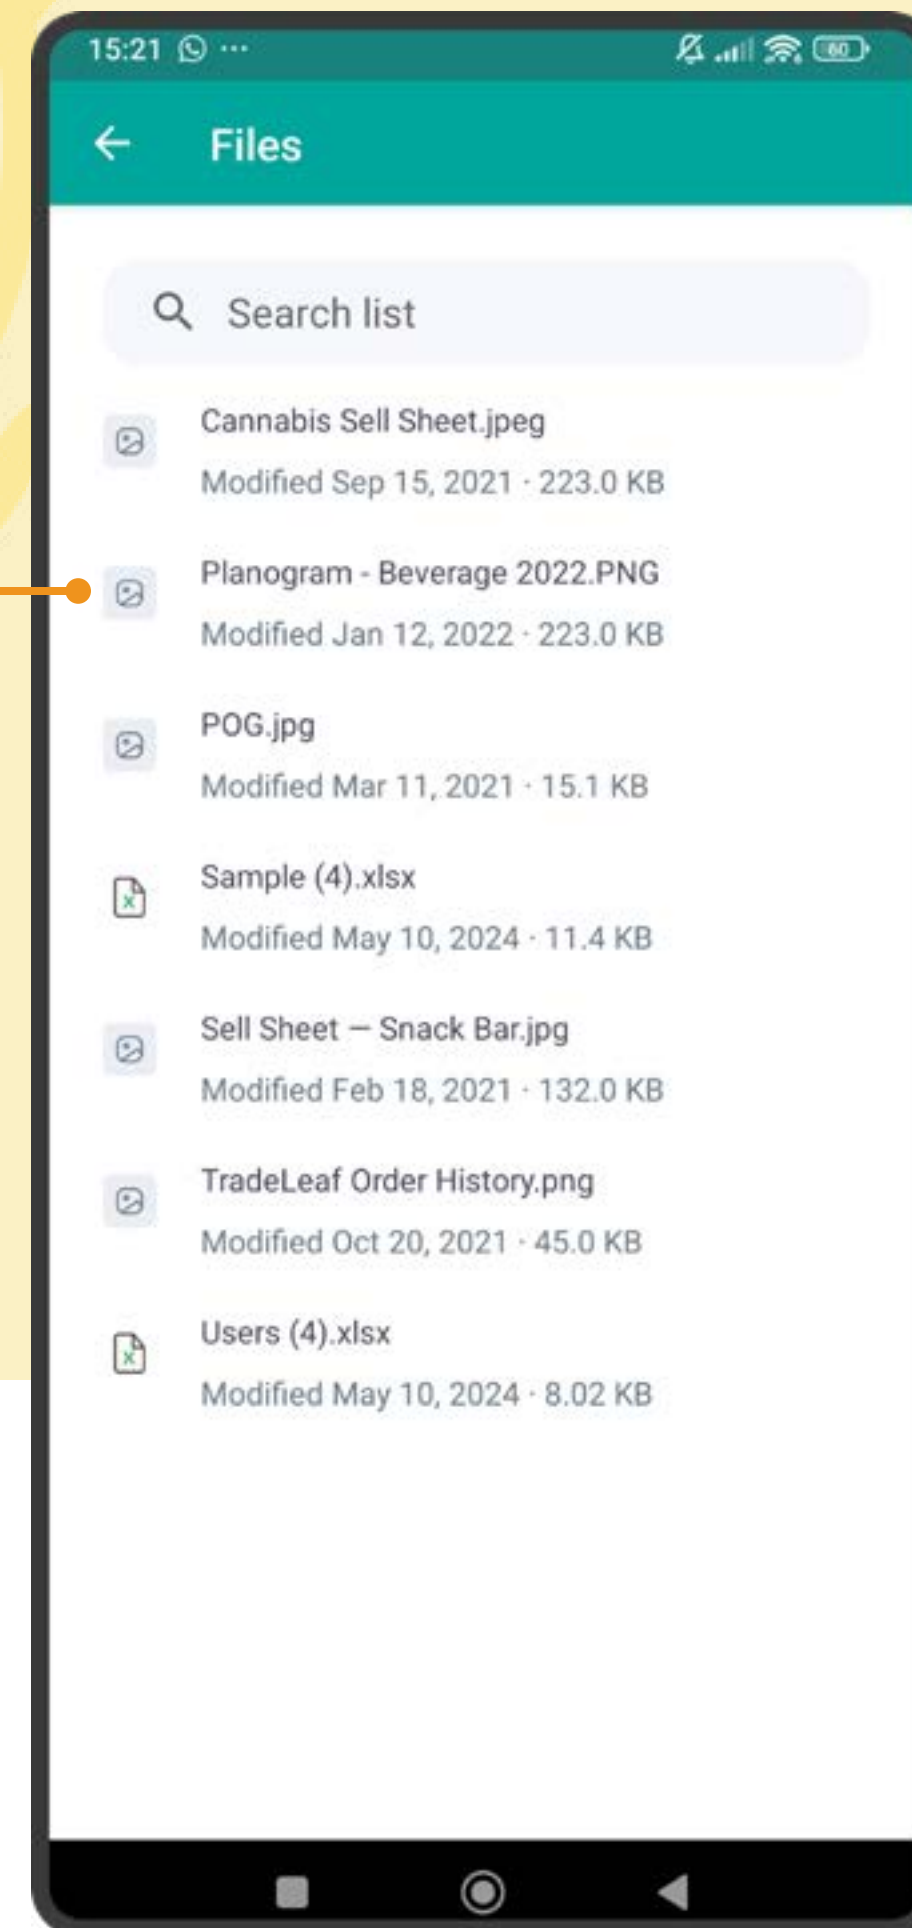 15:21
60
Files
Search list
Cannabis Sell Sheet.jpeg
Modified Sep 15, 2021 · 223.0 KB
Planogram - Beverage 2022.PNG
Modified Jan 12, 2022 · 223.0 KB
POG.jpg
Modified Mar 11, 2021 · 15.1 KB
Sample (4).xlsx
Modified May 10, 2024 · 11.4 KB
Sell Sheet — Snack Bar.jpg
Modified Feb 18, 2021 · 132.0 KB
TradeLeaf Order History.png
Modified Oct 20, 2021 · 45.0 KB
Users (4).xlsx
Modified May 10, 2024 · 8.02 KB